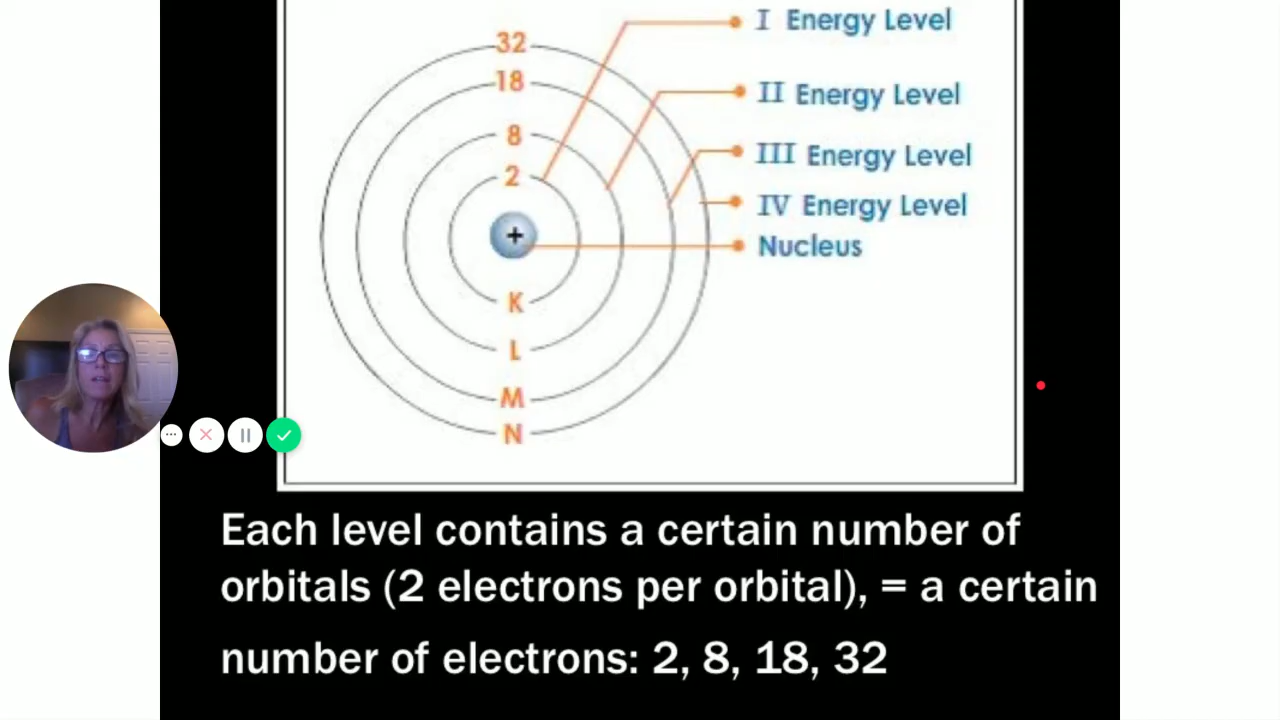 32
18
8
2
+
K
L
M
N
I Energy Level
II Energy Level
III Energy Level
IV Energy Level
Nucleus
Each level contains a certain number of
orbitals (2 electrons per orbital), = a certain
number of electrons: 2, 8, 18, 32